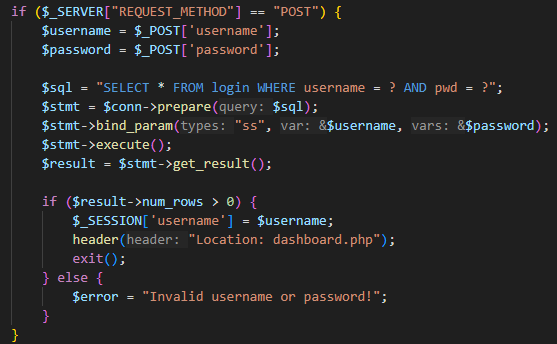 if ($_SERVER["REQUEST_METHOD"] == "POST") {
$username = $_POST['username'];
$password = $_POST['password'];
$sql = "SELECT * FROM login WHERE username = ? AND pwd = ?";
$stmt = $conn->prepare(query: $sql);
$stmt->bind_param(types: "ss", var: &$username, vars: &$password);
$stmt->execute();
$result = $stmt->get_result();
if ($result->num_rows > 0) {
$_SESSION['username'] = $username;
header(header: "Location: dashboard.php");
exit();
} else {
$error = "Invalid username or password!";
}
}